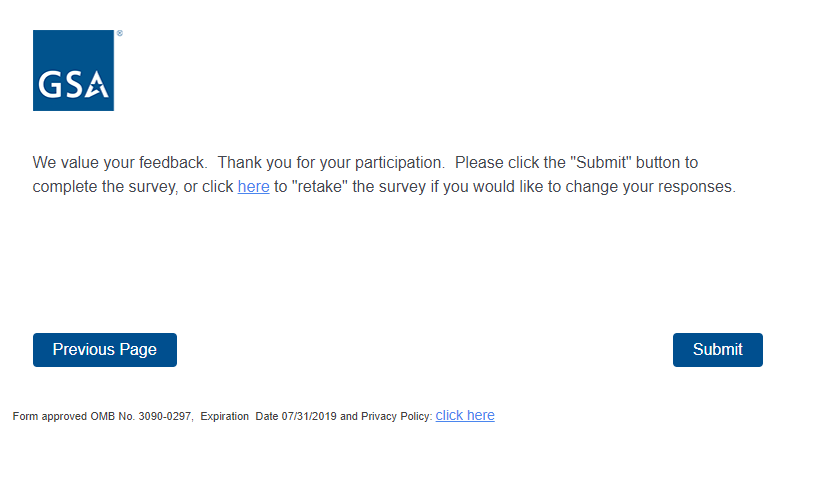 GSA
®
We value your feedback.  Thank you for your participation.  Please click the "Submit" button to
complete the survey, or click here to "retake" the survey if you would like to change your responses.
Previous Page
Submit
Form approved OMB No. 3090-0297,  Expiration  Date 07/31/2019 and Privacy Policy: click here